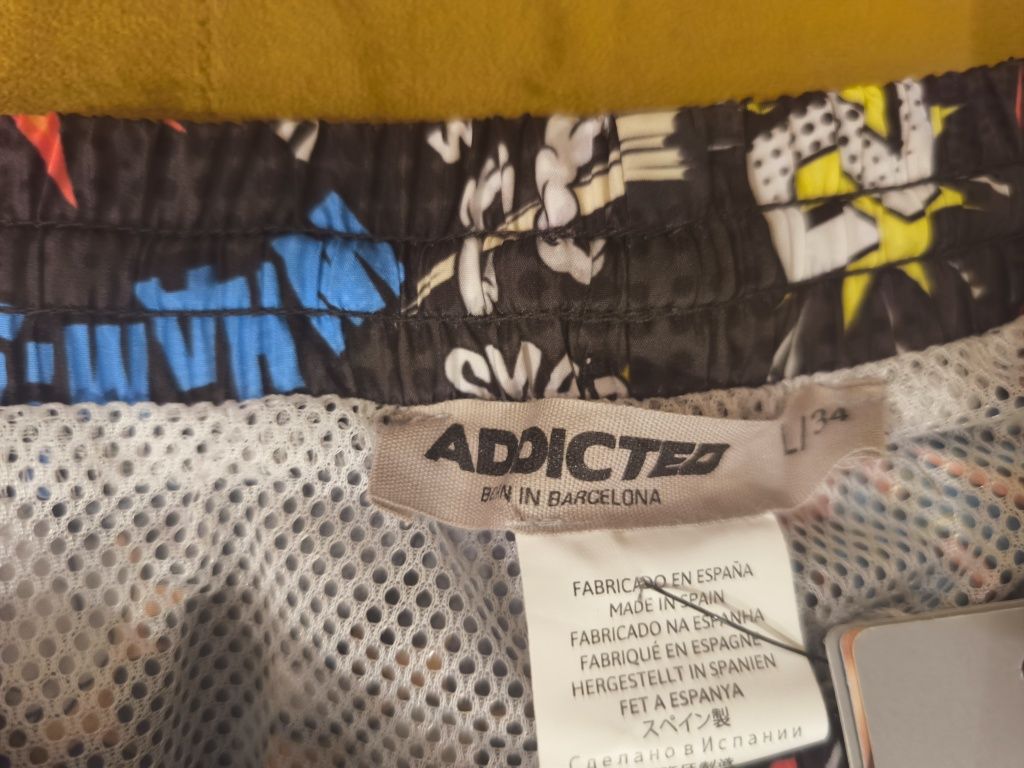 ADDICTED
BORN IN BARCELONA
L/34
FABRICADO EN ESPAÑA
MADE IN SPAIN
FABRICADO NA ESPANHA
FABRIQUÉ EN ESPAGNE
HERGESTELLT IN SPANIEN
FET A ESPANYA
スペイン製
Сделано в Испании